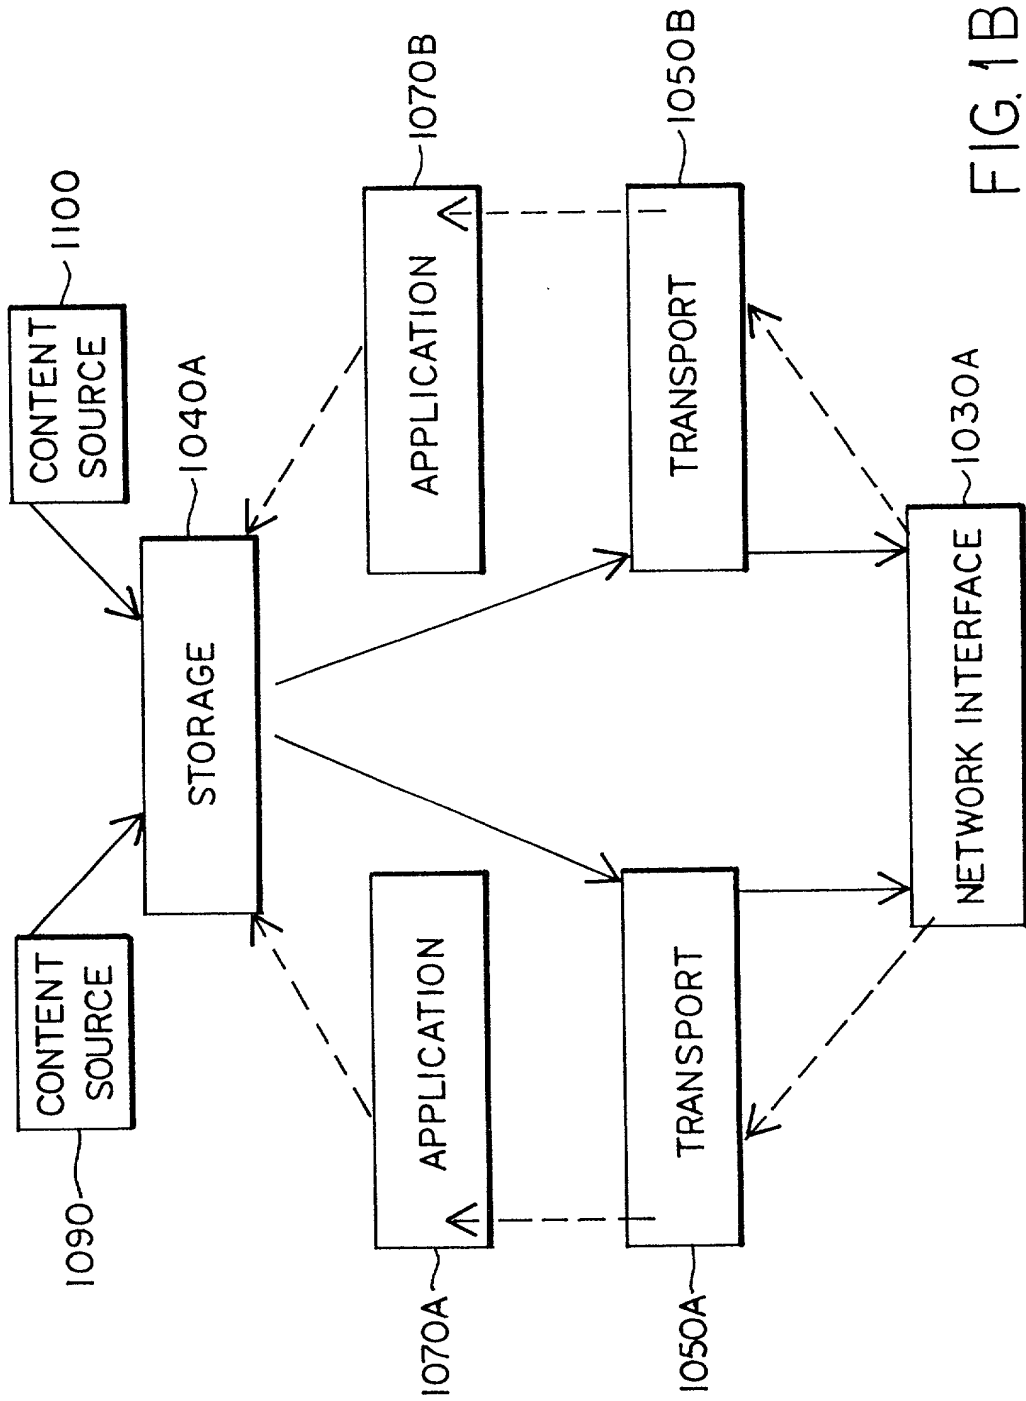 1090
CONTENT
SOURCE
CONTENT
SOURCE
1100
STORAGE
1040A
1070A
APPLICATION
APPLICATION
1070B
1050A
TRANSPORT
TRANSPORT
1050B
NETWORK INTERFACE
1030A
FIG. 1B